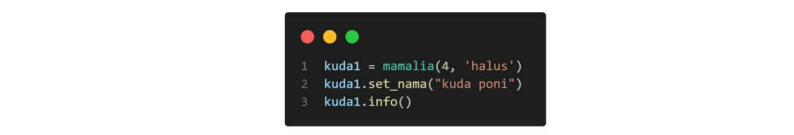 1 kuda1 = mamalia(4, 'halus')
2 kuda1.set_nama("kuda poni")
3 kuda1.info()